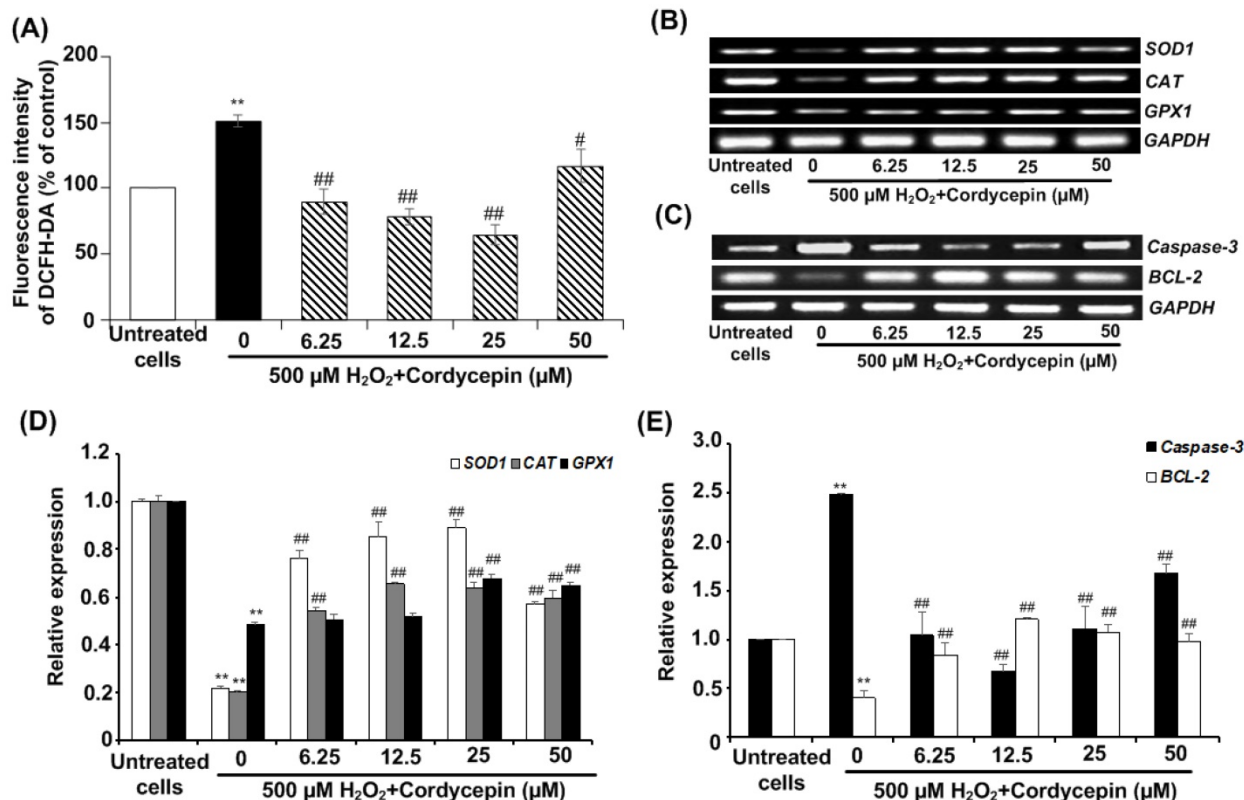 (A)
Fluorescence intensity
of DCFH-DA (% of control)
200
150
100
50
0
**
##
##
##
#
Untreated
cells
0
6.25
12.5
25
50
500 µM H₂O₂+Cordycepin (µM)
(B)
SOD1
CAT
GPX1
GAPDH
Untreated
cells
0
6.25
12.5
25
50
500 µM H₂O₂+Cordycepin (µM)
(C)
Caspase-3
BCL-2
GAPDH
Untreated
cells
0
6.25
12.5
25
50
500 µM H₂O₂+Cordycepin (µM)
(D)
Relative expression
1.2
1.0
0.8
0.6
0.4
0.2
0
SOD1 CAT GPX1
** ** **
## ##
## ##
## ## ##
## ## ##
Untreated
cells
0
6.25
12.5
25
50
500 µM H₂O₂+Cordycepin (µM)
(E)
Relative expression
3.0
2.5
2.0
1.5
1.0
0.5
0
Caspase-3
BCL-2
** **
## ##
## ##
## ##
## ##
Untreated
cells
0
6.25
12.5
25
50
500 µM H₂O₂+Cordycepin (µM)